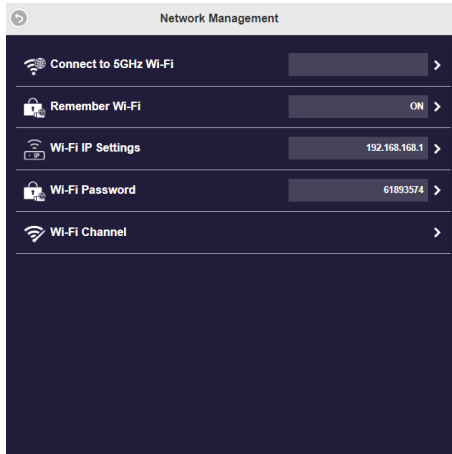 Network Management
Connect to 5GHz Wi-Fi
Remember Wi-Fi ON
Wi-Fi IP Settings 192.168.168.1
Wi-Fi Password 61893574
Wi-Fi Channel